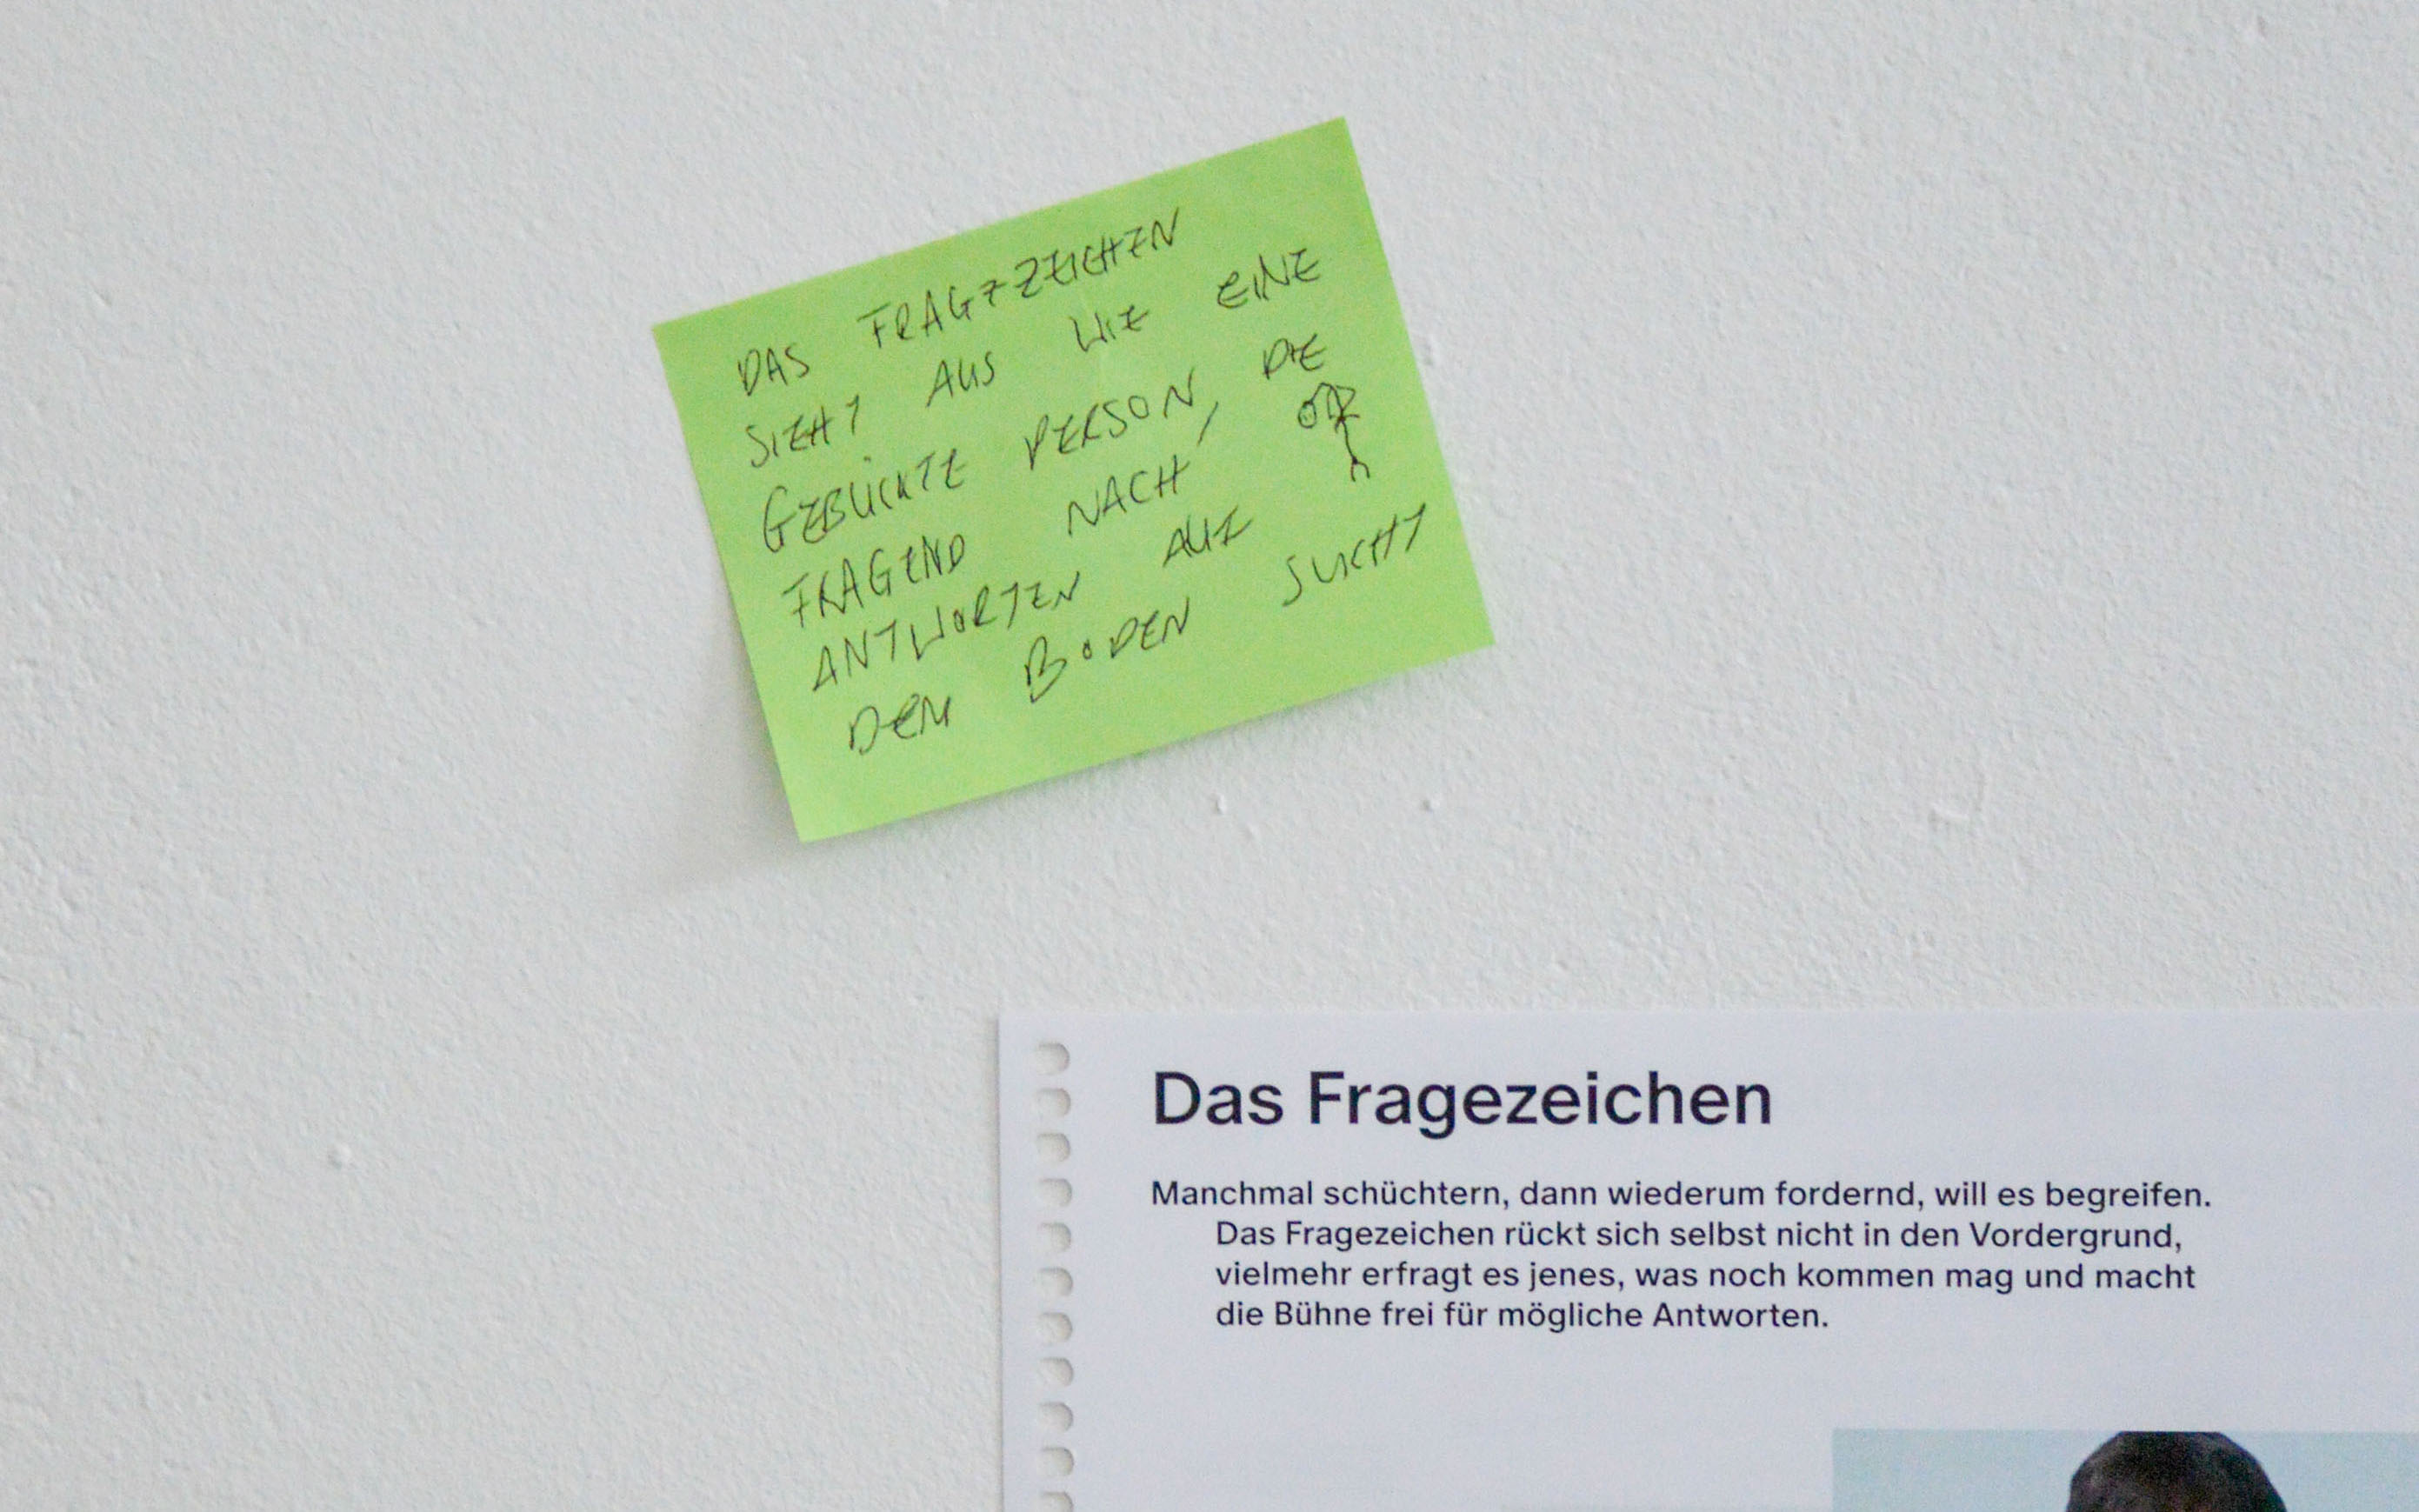 DAS FRAGEZEICHEN
SIEHT AUS WIE EINE
GEBÜCKTE PERSON, DIE
FRAGEND NACH
ANTWORTEN AUF
DEM BODEN SUCHT
Das Fragezeichen
Manchmal schüchtern, dann wiederum fordernd, will es begreifen.
Das Fragezeichen rückt sich selbst nicht in den Vordergrund,
vielmehr erfragt es jenes, was noch kommen mag und macht
die Bühne frei für mögliche Antworten.